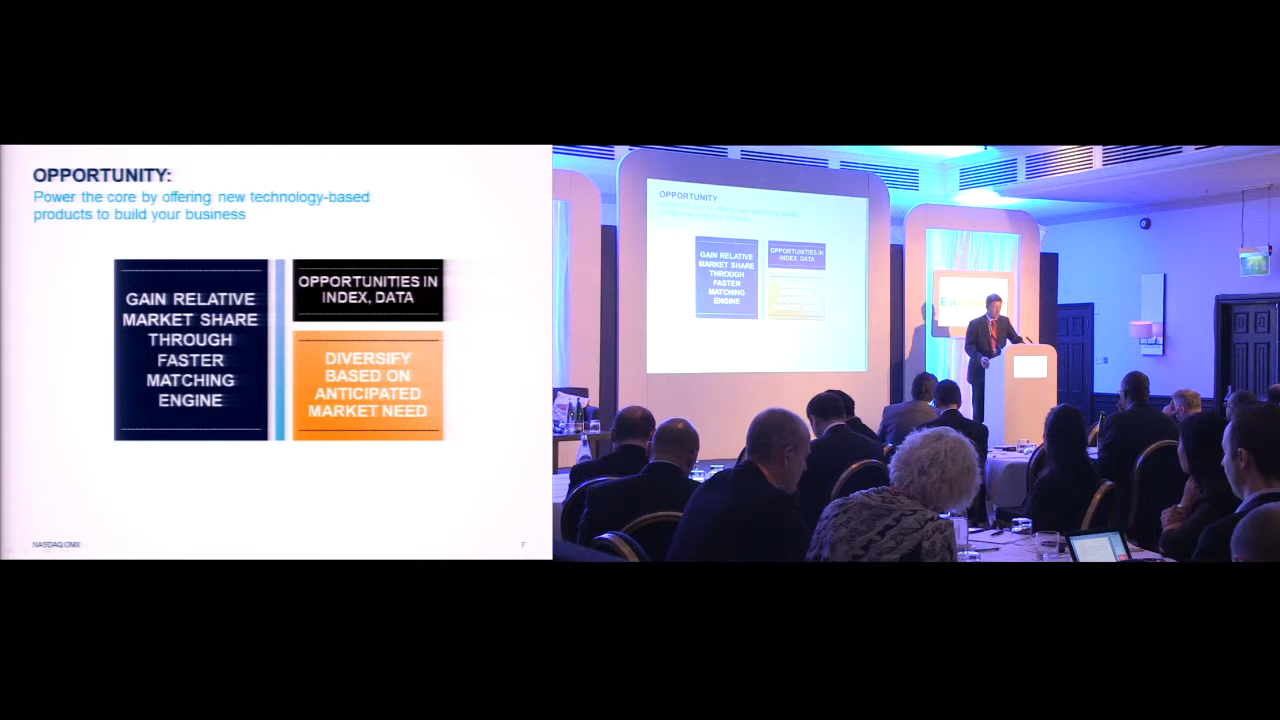 OPPORTUNITY:
Power the core by offering new technology-based
products to build your business
GAIN RELATIVE
MARKET SHARE
THROUGH
FASTER
MATCHING
ENGINE
OPPORTUNITIES IN
INDEX, DATA
DIVERSIFY
BASED ON
ANTICIPATED
MARKET NEED
NASDAQ OMX
7
OPPORTUNITY:
GAIN RELATIVE
MARKET SHARE
THROUGH
FASTER
MATCHING
ENGINE
OPPORTUNITIES IN
INDEX, DATA